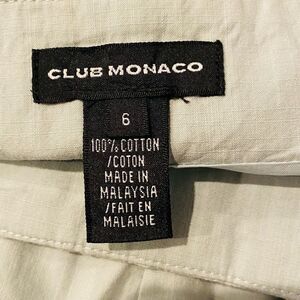 CLUB MONACO
6
100% COTTON
/COTON
MADE IN
MALAYSIA
/FAIT EN
MALAISIE